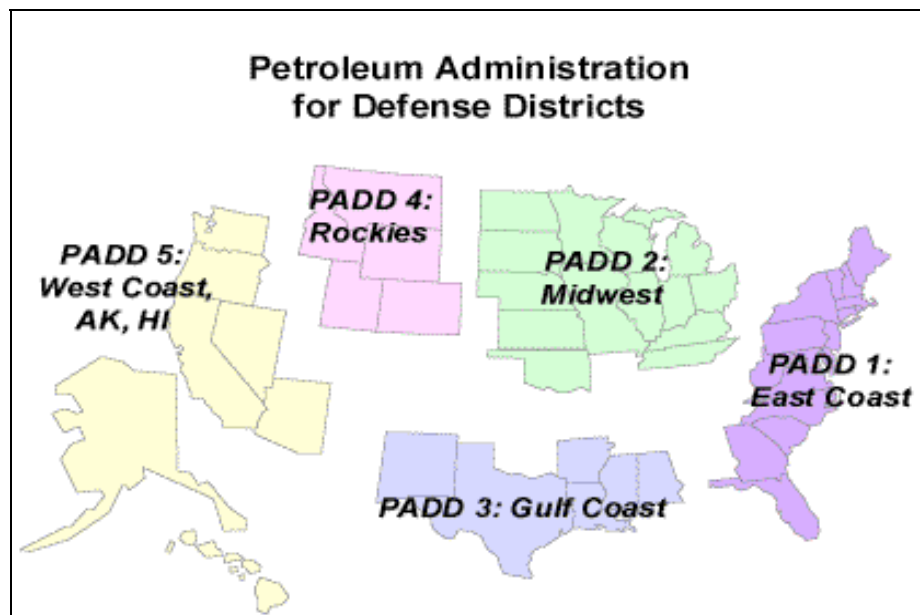 Petroleum Administration
for Defense Districts
PADD 4:
Rockies
PADD 5:
West Coast,
AK, HI
PADD 2:
Midwest
PADD 1:
East Coast
PADD 3: Gulf Coast